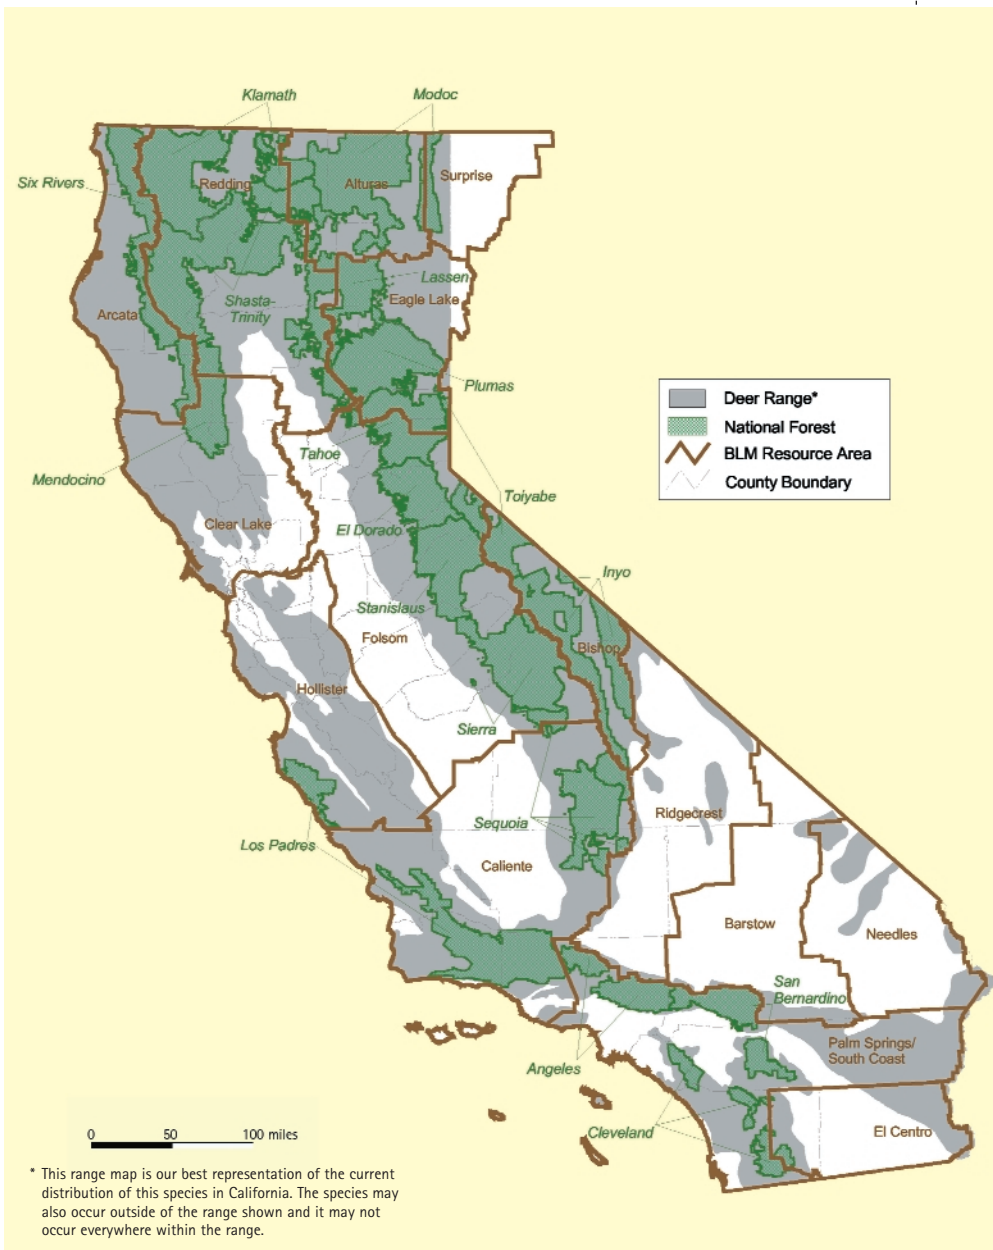 Klamath
Modoc
Six Rivers
Redding
Alturas
Surprise
Lassen
Eagle Lake
Shasta-
Trinity
Arcata
Plumas
Deer Range*
National Forest
BLM Resource Area
County Boundary
Mendocino
Tahoe
Toiyabe
Clear Lake
El Dorado
Inyo
Stanislaus
Folsom
Bishop
Hollister
Sierra
Ridgecrest
Sequoia
Los Padres
Caliente
Barstow
Needles
San
Bernardino
Palm Springs/
South Coast
Angeles
Cleveland
El Centro
0 50 100 miles
* This range map is our best representation of the current
distribution of this species in California. The species may
also occur outside of the range shown and it may not
occur everywhere within the range.